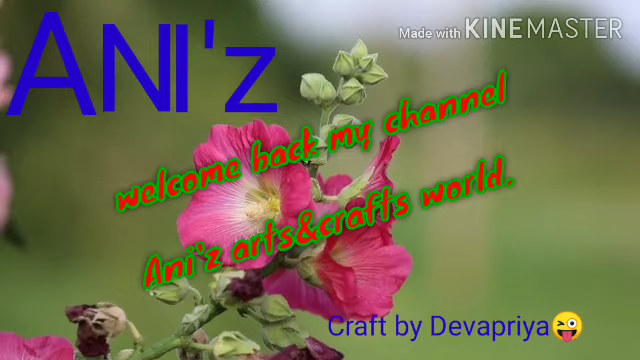 ANI'z
Made with KINEMASTER
welcome back my channel
Ani'z arts&crafts world.
Craft by Devapriya😜